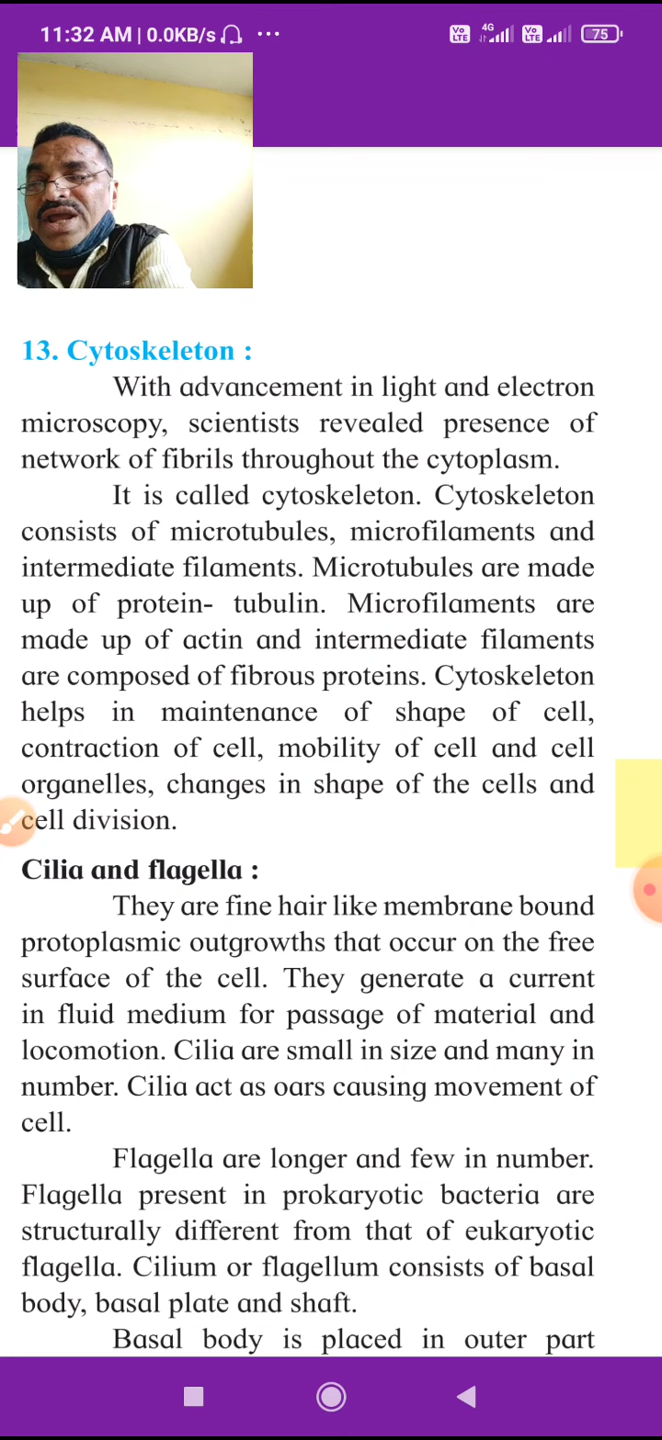 11:32 AM | 0.0KB/s ...
Vo LTE 4G Vo LTE 75
13. Cytoskeleton :
With advancement in light and electron
microscopy, scientists revealed presence of
network of fibrils throughout the cytoplasm.
It is called cytoskeleton. Cytoskeleton
consists of microtubules, microfilaments and
intermediate filaments. Microtubules are made
up of protein- tubulin. Microfilaments are
made up of actin and intermediate filaments
are composed of fibrous proteins. Cytoskeleton
helps in maintenance of shape of cell,
contraction of cell, mobility of cell and cell
organelles, changes in shape of the cells and
cell division.
Cilia and flagella :
They are fine hair like membrane bound
protoplasmic outgrowths that occur on the free
surface of the cell. They generate a current
in fluid medium for passage of material and
locomotion. Cilia are small in size and many in
number. Cilia act as oars causing movement of
cell.
Flagella are longer and few in number.
Flagella present in prokaryotic bacteria are
structurally different from that of eukaryotic
flagella. Cilium or flagellum consists of basal
body, basal plate and shaft.
Basal body is placed in outer part